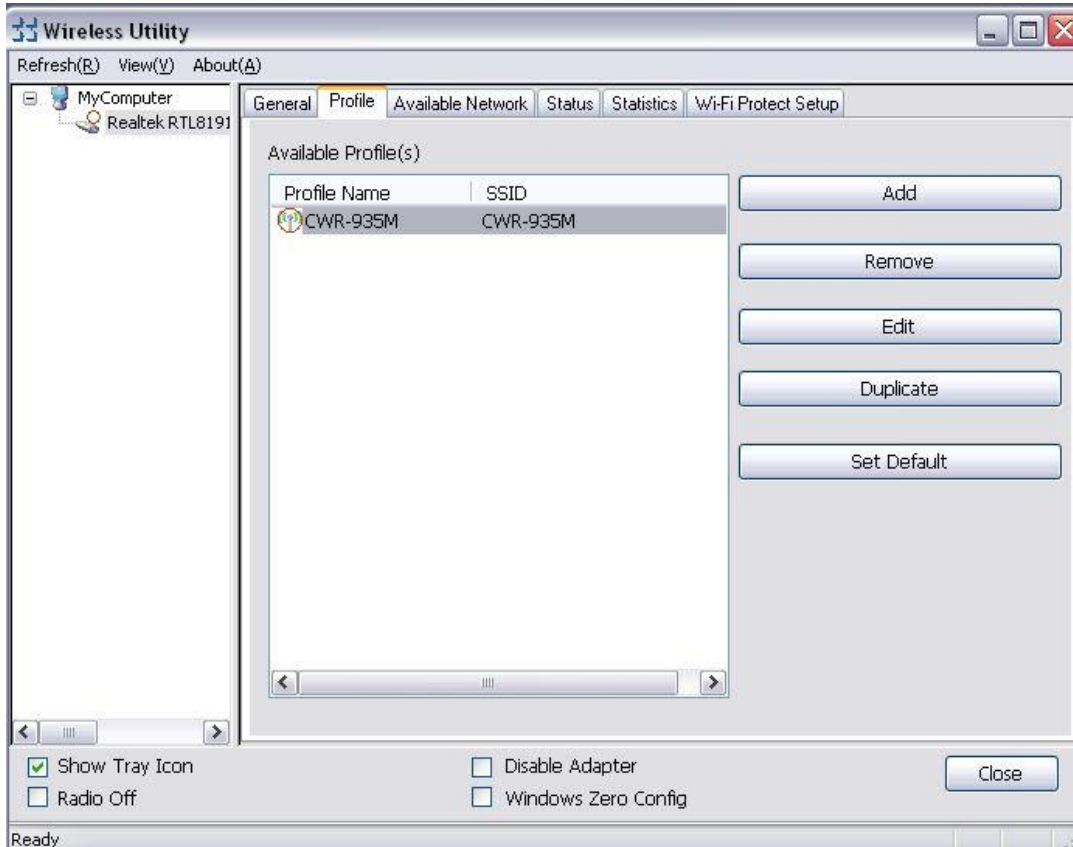 Wireless Utility
Refresh(R) View(V) About(A)
MyComputer
Realtek RTL8191
General Profile Available Network Status Statistics Wi-Fi Protect Setup
Available Profile(s)
Profile Name SSID
CWR-935M CWR-935M
Add
Remove
Edit
Duplicate
Set Default
Show Tray Icon
Radio Off
Disable Adapter
Windows Zero Config
Close
Ready